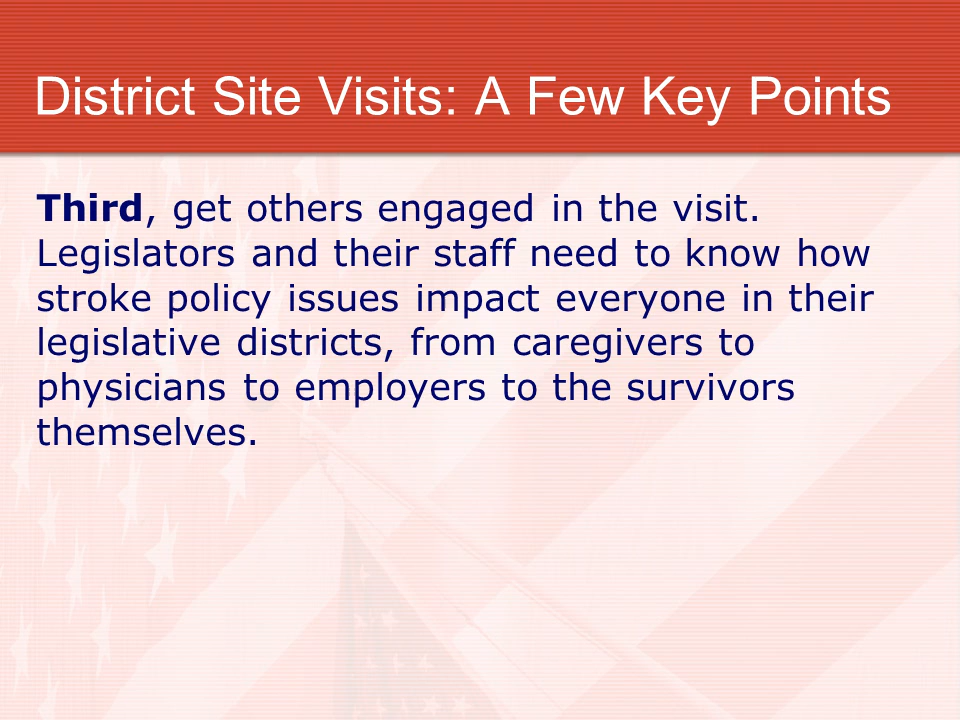 District Site Visits: A Few Key Points
Third, get others engaged in the visit.
Legislators and their staff need to know how
stroke policy issues impact everyone in their
legislative districts, from caregivers to
physicians to employers to the survivors
themselves.